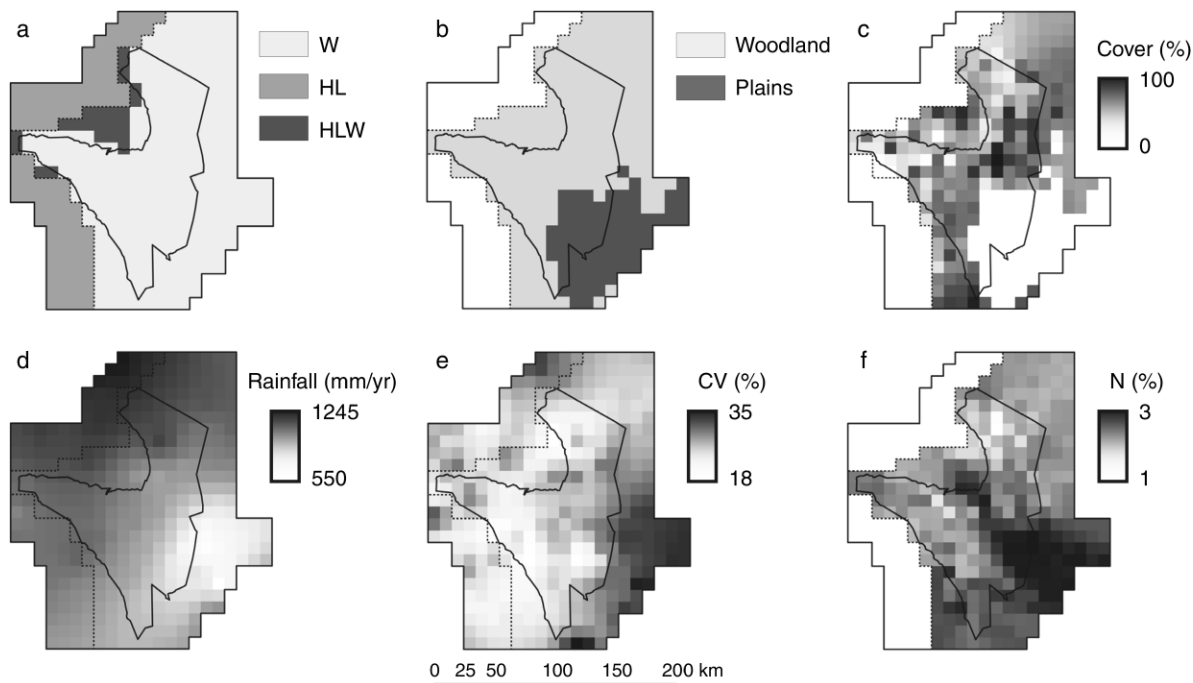 a
W
HL
HLW
b
Woodland
Plains
c
Cover (%)
100
0
d
Rainfall (mm/yr)
1245
550
e
CV (%)
35
18
f
N (%)
3
1
0 25 50 100 150 200 km